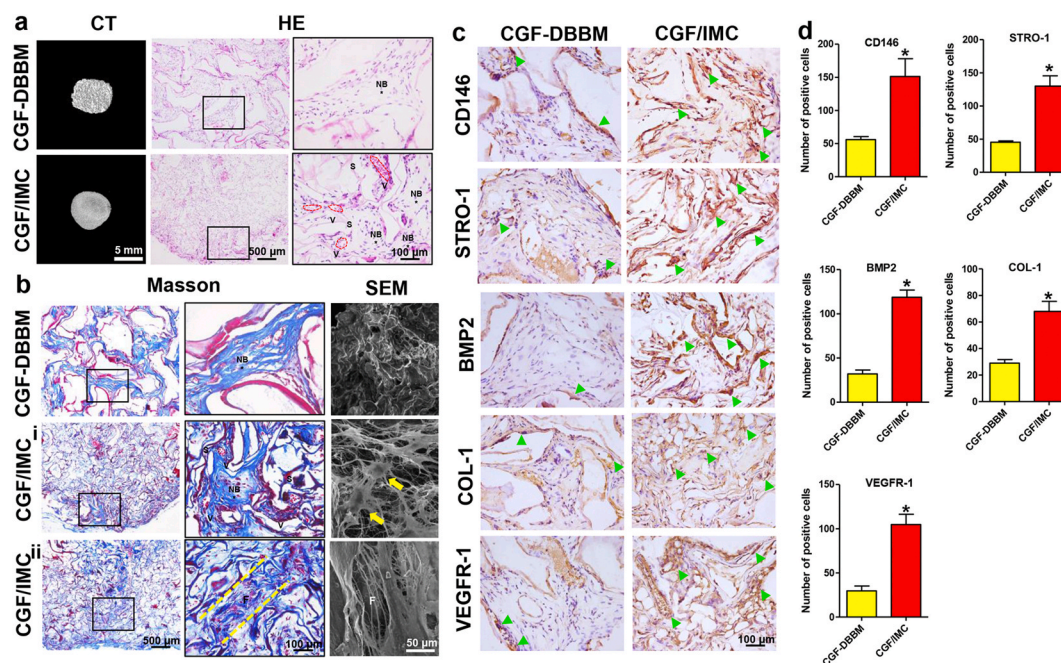 a
CT
HE
CGF-DBBM
NB
CGF/IMC
S
V
NB
V
S
NB
NB
V
5 mm
500 μm
100 μm
b
Masson
SEM
CGF-DBBM
NB
CGF/IMC
i
S
V
S
NB
V
V
CGF/IMC
ii
F
F
500 μm
100 μm
50 μm
c
CGF-DBBM
CGF/IMC
CD146
STRO-1
BMP2
COL-1
VEGFR-1
100 μm
d
CD146
Number of positive cells
200
150
100
50
0
*
CGF-DBBM
CGF/IMC
STRO-1
Number of positive cells
200
150
100
50
0
*
CGF-DBBM
CGF/IMC
BMP2
Number of positive cells
150
100
50
0
*
CGF-DBBM
CGF/IMC
COL-1
Number of positive cells
100
80
60
40
20
0
*
CGF-DBBM
CGF/IMC
VEGFR-1
Number of positive cells
150
100
50
0
*
CGF-DBBM
CGF/IMC